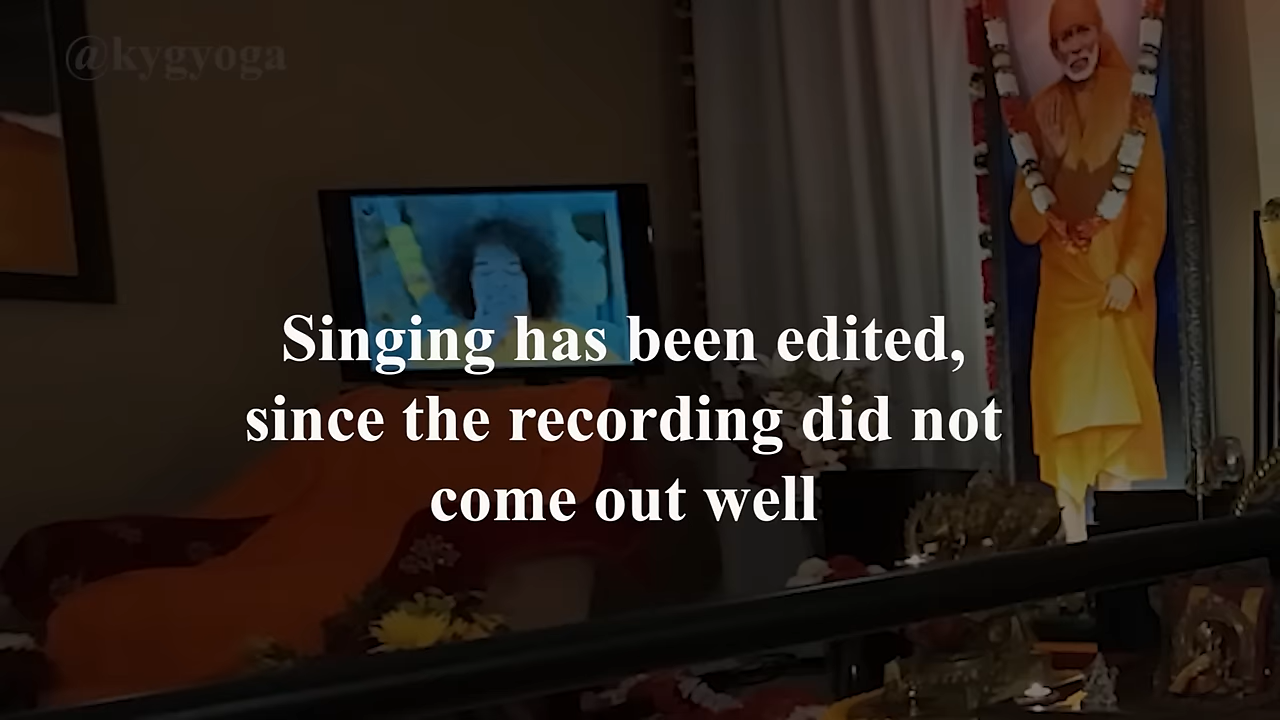 @kygyoga
Singing has been edited,
since the recording did not
come out well